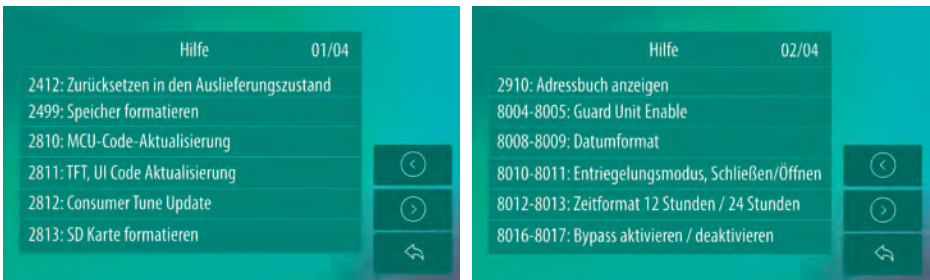 Hilfe 01/04
2412: Zurücksetzen in den Auslieferungszustand
2499: Speicher formatieren
2810: MCU-Code-Aktualisierung
2811: TFT, UI Code Aktualisierung
2812: Consumer Tune Update
2813: SD Karte formatieren
Hilfe 02/04
2910: Adressbuch anzeigen
8004-8005: Guard Unit Enable
8008-8009: Datumformat
8010-8011: Entriegelungsmodus, Schließen/Öffnen
8012-8013: Zeitformat 12 Stunden / 24 Stunden
8016-8017: Bypass aktivieren / deaktivieren